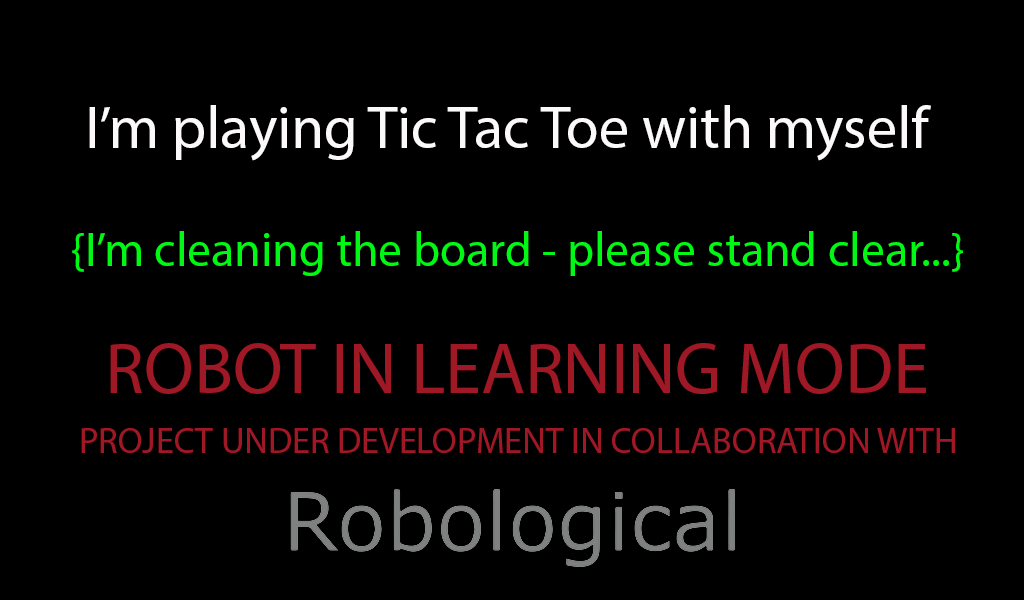 I’m playing Tic Tac Toe with myself
{I’m cleaning the board - please stand clear...}
ROBOT IN LEARNING MODE
PROJECT UNDER DEVELOPMENT IN COLLABORATION WITH
Robological